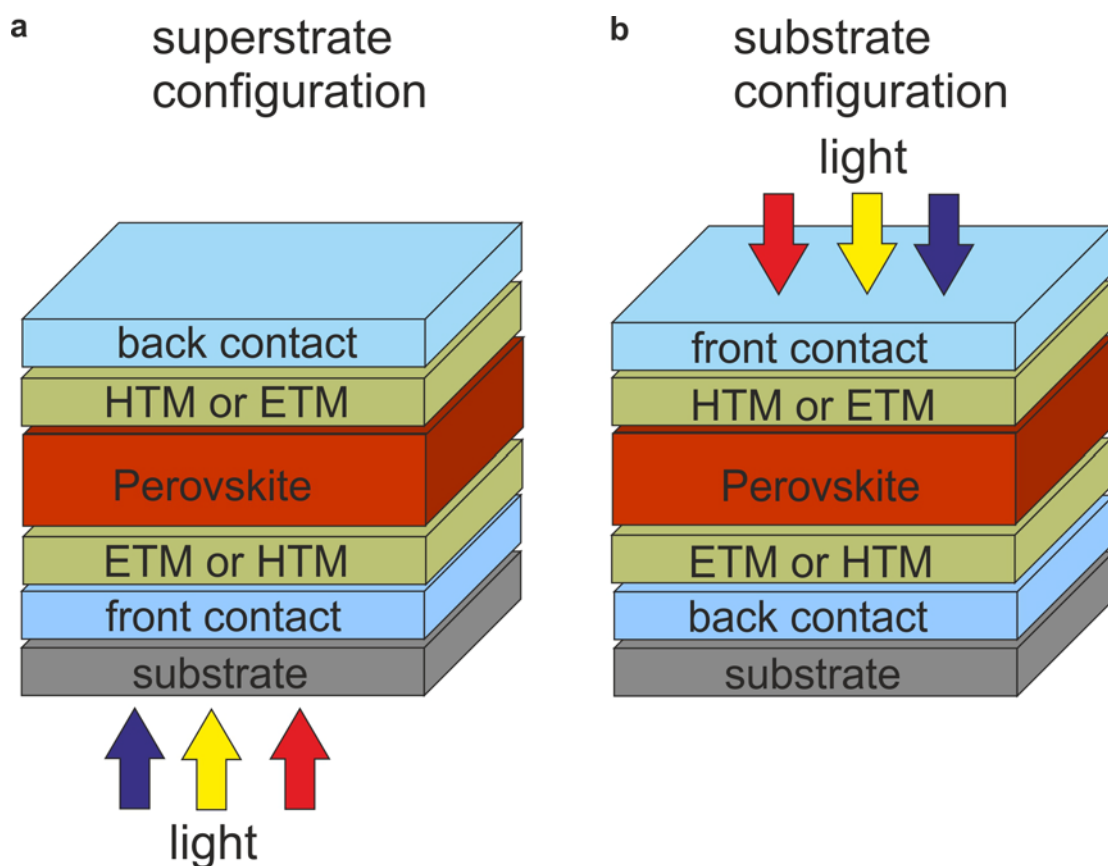 a
superstrate
configuration
back contact
HTM or ETM
Perovskite
ETM or HTM
front contact
substrate
light
b
substrate
configuration
light
front contact
HTM or ETM
Perovskite
ETM or HTM
back contact
substrate